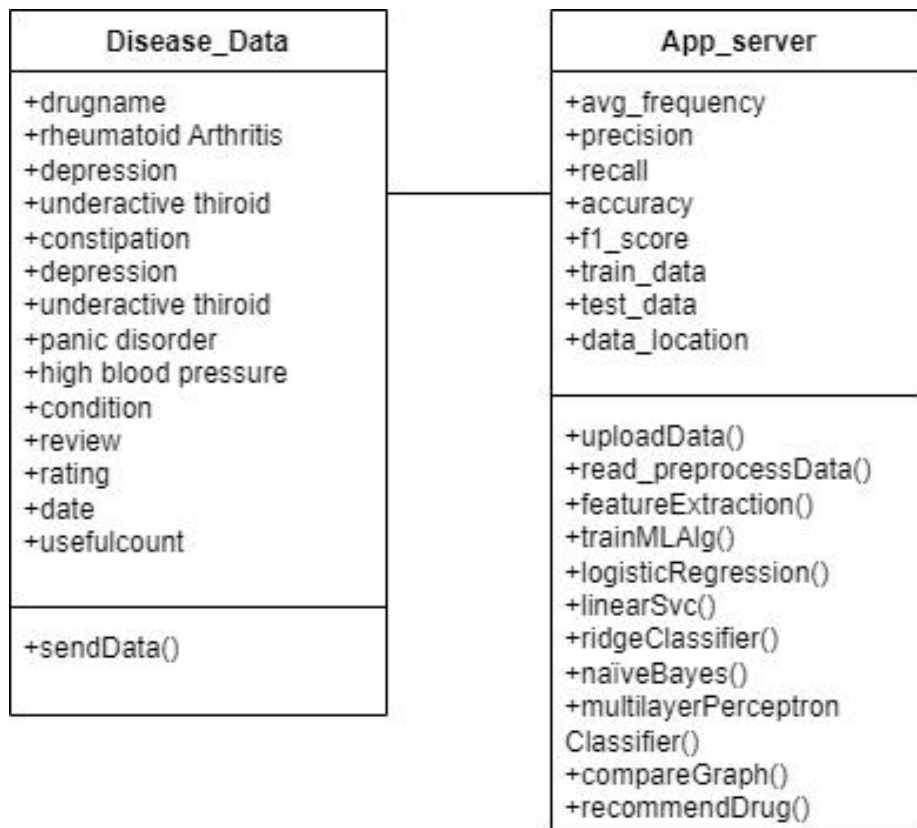 Disease_Data
+drugname
+rheumatoid Arthritis
+depression
+underactive thiroid
+constipation
+depression
+underactive thiroid
+panic disorder
+high blood pressure
+condition
+review
+rating
+date
+usefulcount
+sendData()
App_server
+avg_frequency
+precision
+recall
+accuracy
+f1_score
+train_data
+test_data
+data_location
+uploadData()
+read_preprocessData()
+featureExtraction()
+trainMLAlg()
+logisticRegression()
+linearSvc()
+ridgeClassifier()
+naïveBayes()
+multilayerPerceptron
Classifier()
+compareGraph()
+recommendDrug()